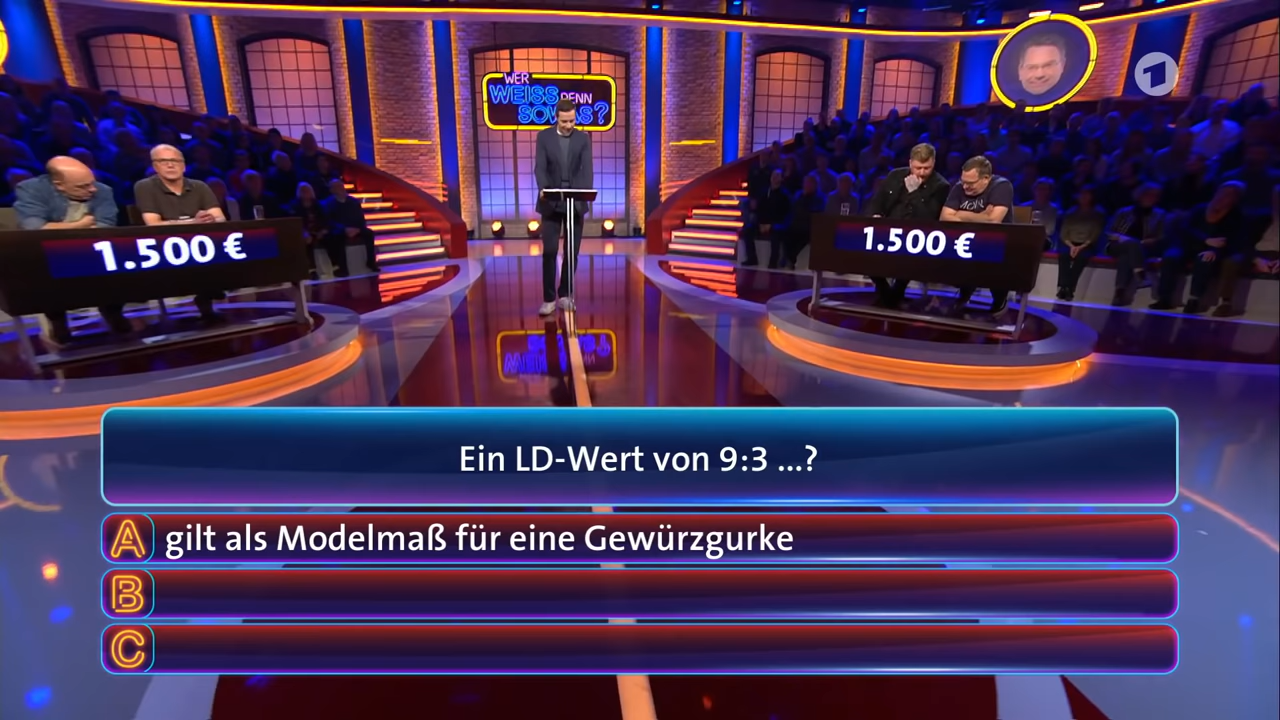 WER
WEISS DENN
SOWAS?
1
1.500 €
1.500 €
Ein LD-Wert von 9:3 ...?
A gilt als Modelmaß für eine Gewürzgurke
B
C